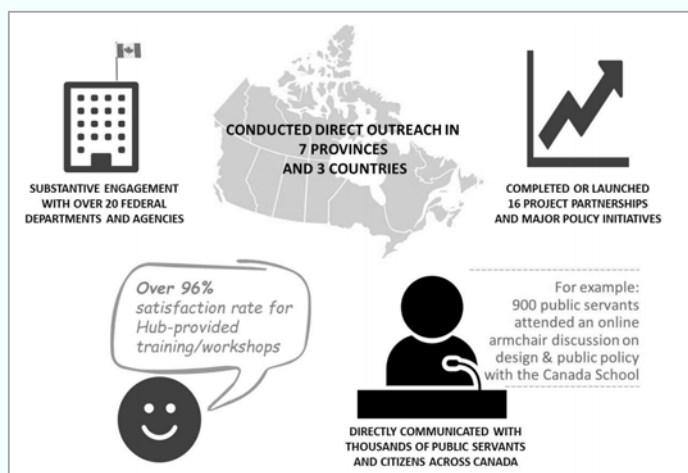 CONDUCTED DIRECT OUTREACH IN
7 PROVINCES
AND 3 COUNTRIES
SUBSTANTIVE ENGAGEMENT
WITH OVER 20 FEDERAL
DEPARTMENTS AND AGENCIES
COMPLETED OR LAUNCHED
16 PROJECT PARTNERSHIPS
AND MAJOR POLICY INITIATIVES
Over 96%
satisfaction rate for
Hub-provided
training/workshops
For example:
900 public servants
attended an online
armchair discussion on
design & public policy
with the Canada School
DIRECTLY COMMUNICATED WITH
THOUSANDS OF PUBLIC SERVANTS
AND CITIZENS ACROSS CANADA